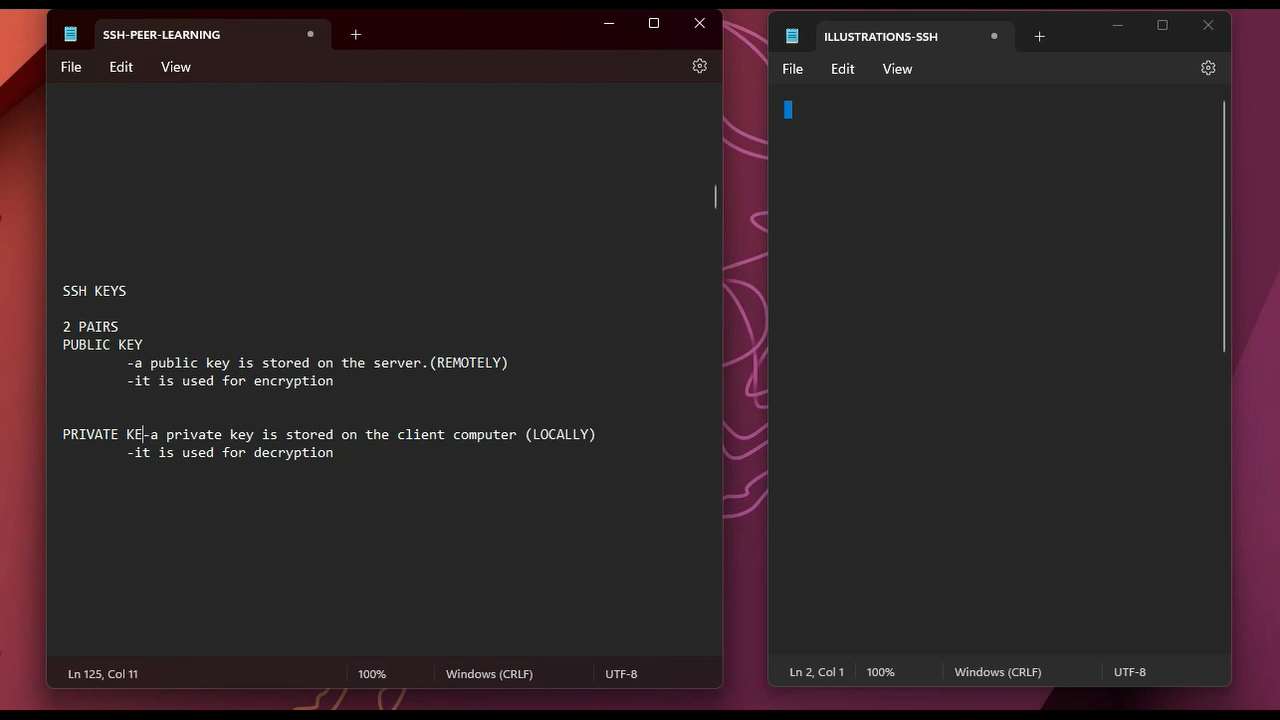 SSH-PEER-LEARNING
File Edit View
SSH KEYS
2 PAIRS
PUBLIC KEY
-a public key is stored on the server.(REMOTELY)
-it is used for encryption
PRIVATE KE-a private key is stored on the client computer (LOCALLY)
-it is used for decryption
Ln 125, Col 11 100% Windows (CRLF) UTF-8
ILLUSTRATIONS-SSH
File Edit View
Ln 2, Col 1 100% Windows (CRLF) UTF-8